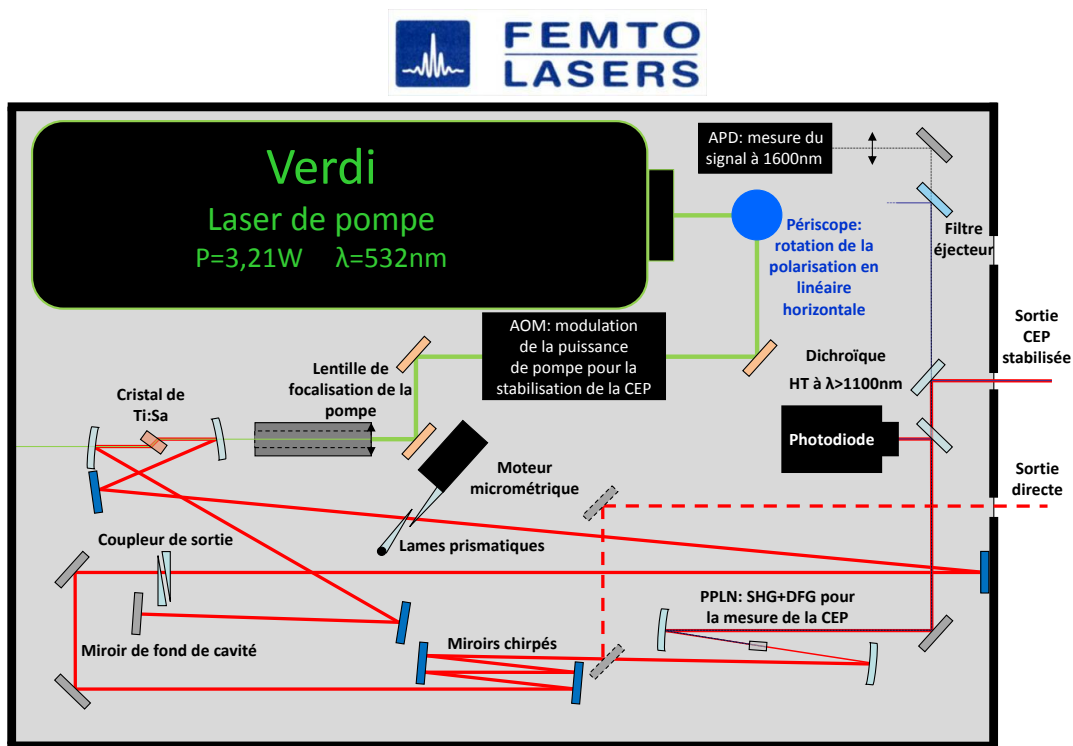 FEMTO
LASERS
Verdi
Laser de pompe
P=3,21W λ=532nm
APD: mesure du
signal à 1600nm
Périscope:
rotation de la
polarisation en
linéaire
horizontale
Filtre
éjecteur
Sortie
CEP
stabilisée
AOM: modulation
de la puissance
de pompe pour la
stabilisation de la CEP
Dichroïque
HT à λ>1100nm
Lentille de
focalisation de la
pompe
Cristal de
Ti:Sa
Photodiode
Moteur
micrométrique
Sortie
directe
Lames prismatiques
Coupleur de sortie
PPLN: SHG+DFG pour
la mesure de la CEP
Miroir de fond de cavité
Miroirs chirpés